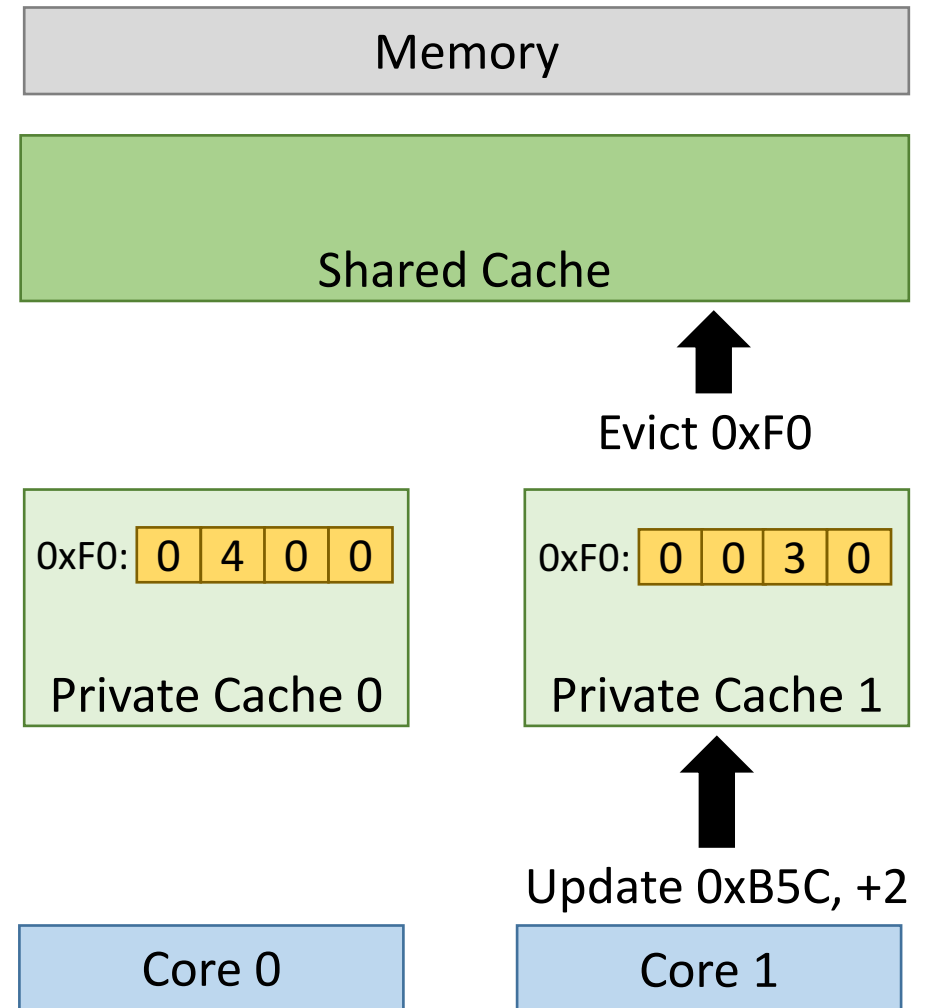 Memory
Shared Cache
Evict 0xF0
0xF0: 0 4 0 0
0xF0: 0 0 3 0
Private Cache 0
Private Cache 1
Update 0xB5C, +2
Core 0
Core 1